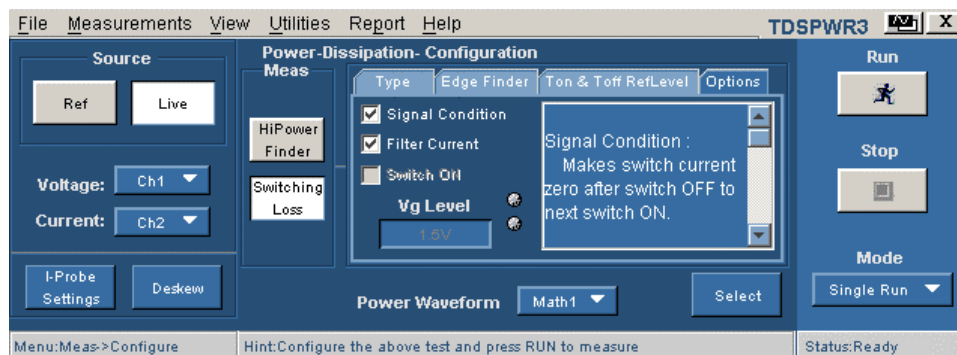 File Measurements View Utilities Report Help
TDSPWR3
X
Source
Ref
Live
Voltage:
Ch1
Current:
Ch2
I-Probe
Settings
Deskew
Power-Dissipation- Configuration
Meas
HiPower
Finder
Switching
Loss
Type
Edge Finder
Ton & Toff RefLevel
Options
Signal Condition
Filter Current
Switch ON
Vg Level
1.5V
Signal Condition :
Makes switch current
zero after switch OFF to
next switch ON.
Power Waveform
Math1
Select
Run
Stop
Mode
Single Run
Menu:Meas->Configure
Hint:Configure the above test and press RUN to measure
Status:Ready